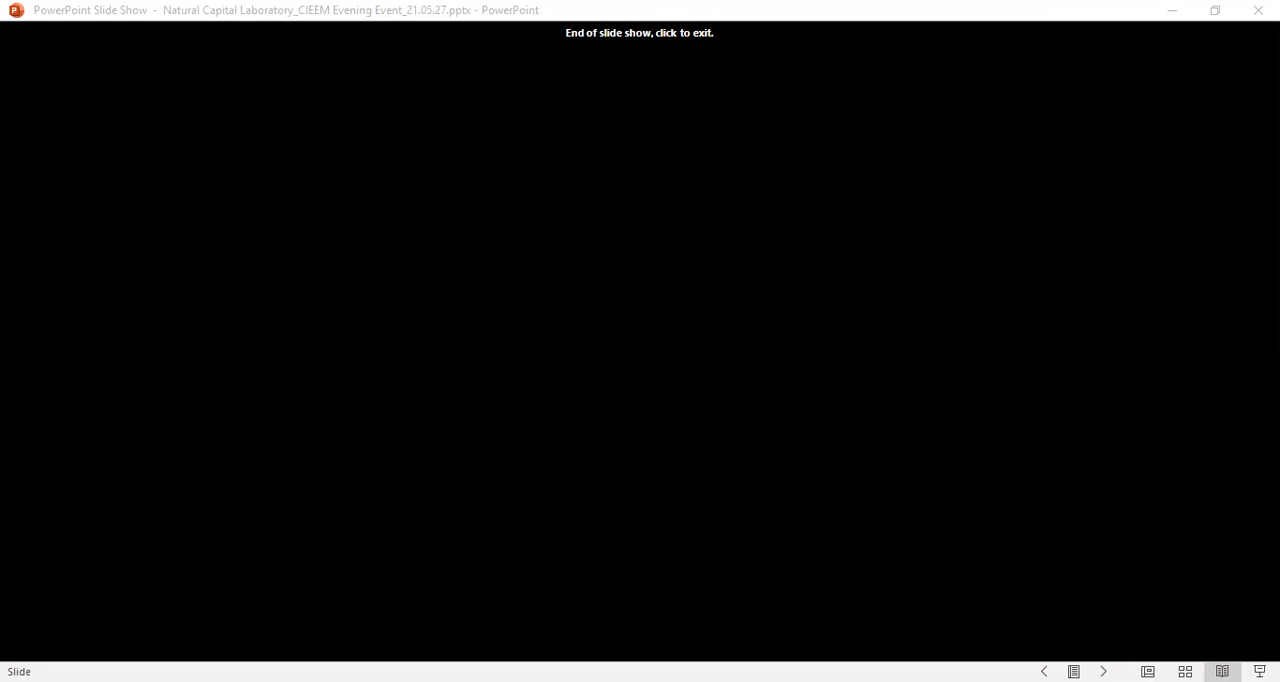 PowerPoint Slide Show - Natural Capital Laboratory_CIEEM Evening Event_21.05.27.pptx - PowerPoint
End of slide show, click to exit.
Slide